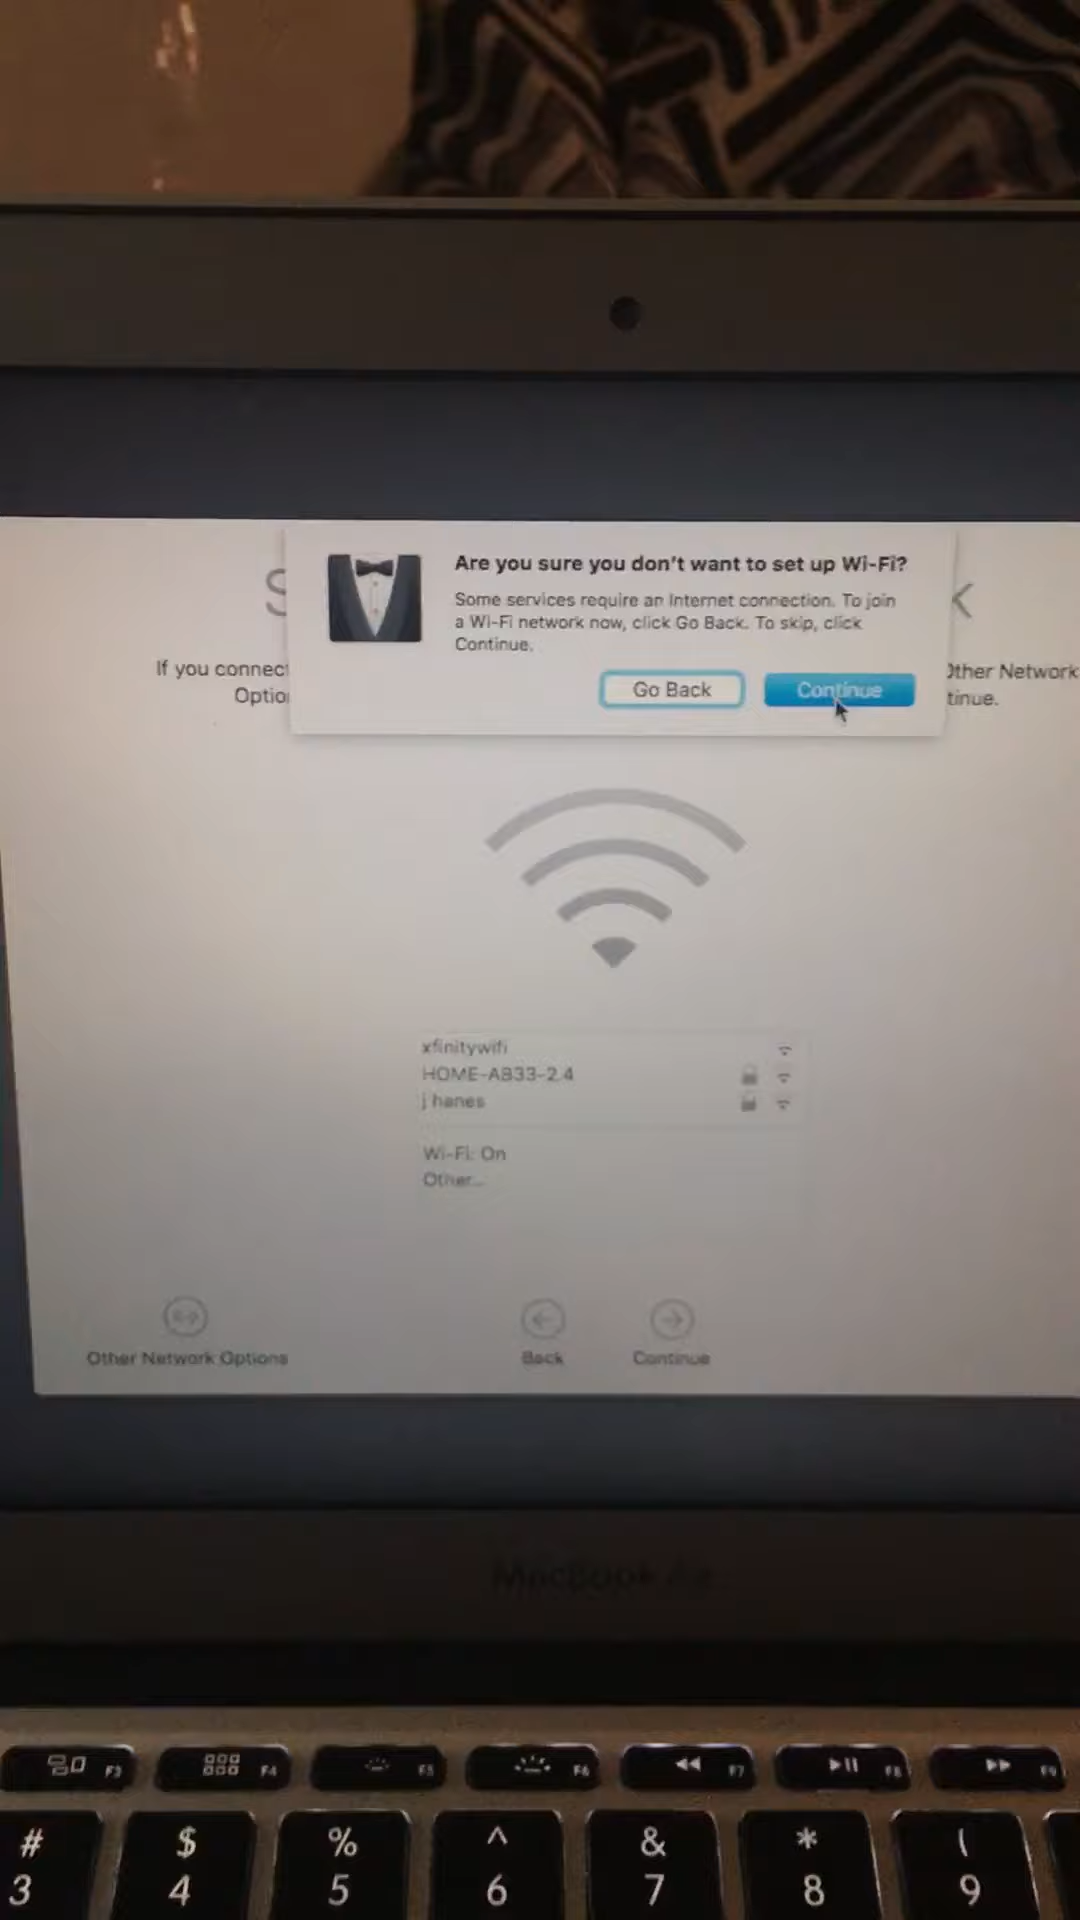 Are you sure you don't want to set up Wi-Fi?
Some services require an Internet connection. To join
a Wi-Fi network now, click Go Back. To skip, click
Continue.
Go Back
Continue
S
K
If you connect
Other Network
Optio
tinue.
xfinitywifi
HOME-AB33-2.4
j hanes
Wi-Fi: On
Other...
Other Network Options
Back
Continue
MacBook
F3
F4
F5
F6
F7
F8
F9
# $ % ^ & * (
3 4 5 6 7 8 9